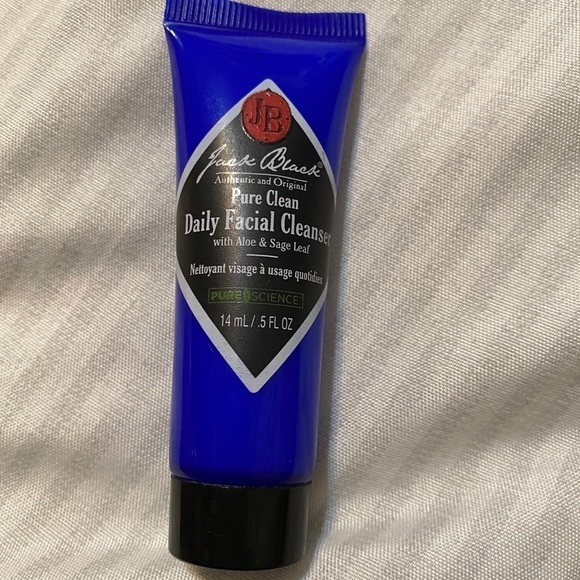 JB
Jack Black®
Authentic and Original
Pure Clean
Daily Facial Cleanser
with Aloe & Sage Leaf
Nettoyant visage à usage quotidien
PURE SCIENCE®
14 mL / .5 FL OZ